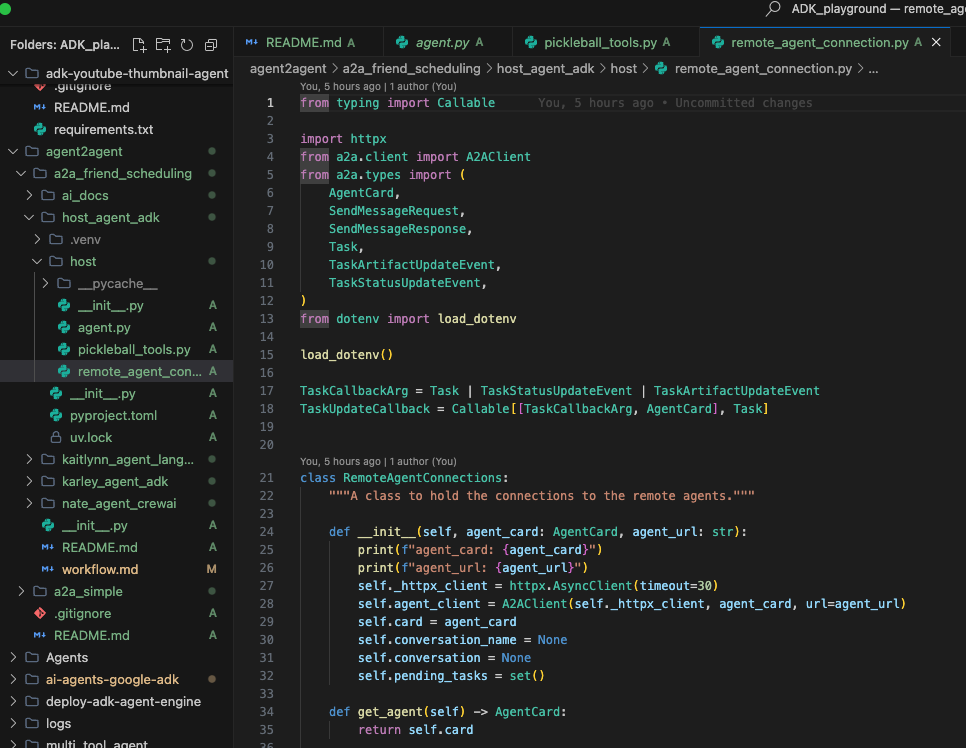 ADK_playground — remote_age
Folders: ADK_pla...
README.md A
agent.py A
pickleball_tools.py A
remote_agent_connection.py A
agent2agent > a2a_friend_scheduling > host_agent_adk > host > remote_agent_connection.py > ...
adk-youtube-thumbnail-agent
.gitignore
README.md
requirements.txt
agent2agent
a2a_friend_scheduling
ai_docs
host_agent_adk
.venv
host
__pycache__
__init__.py A
agent.py A
pickleball_tools.py A
remote_agent_con... A
__init__.py A
pyproject.toml A
uv.lock A
kaitlynn_agent_lang...
karley_agent_adk
nate_agent_crewai
__init__.py A
README.md A
workflow.md M
a2a_simple
.gitignore A
README.md A
Agents
ai-agents-google-adk
deploy-adk-agent-engine
logs
multi_tool_agent
You, 5 hours ago | 1 author (You)
1 from typing import Callable You, 5 hours ago • Uncommitted changes
2
3 import httpx
4 from a2a.client import A2AClient
5 from a2a.types import (
6 AgentCard,
7 SendMessageRequest,
8 SendMessageResponse,
9 Task,
10 TaskArtifactUpdateEvent,
11 TaskStatusUpdateEvent,
12 )
13 from dotenv import load_dotenv
14
15 load_dotenv()
16
17 TaskCallbackArg = Task | TaskStatusUpdateEvent | TaskArtifactUpdateEvent
18 TaskUpdateCallback = Callable[[TaskCallbackArg, AgentCard], Task]
19
20
You, 5 hours ago | 1 author (You)
21 class RemoteAgentConnections:
22 """A class to hold the connections to the remote agents."""
23
24 def __init__(self, agent_card: AgentCard, agent_url: str):
25 print(f"agent_card: {agent_card}")
26 print(f"agent_url: {agent_url}")
27 self._httpx_client = httpx.AsyncClient(timeout=30)
28 self.agent_client = A2AClient(self._httpx_client, agent_card, url=agent_url)
29 self.card = agent_card
30 self.conversation_name = None
31 self.conversation = None
32 self.pending_tasks = set()
33
34 def get_agent(self) -> AgentCard:
35 return self.card
36